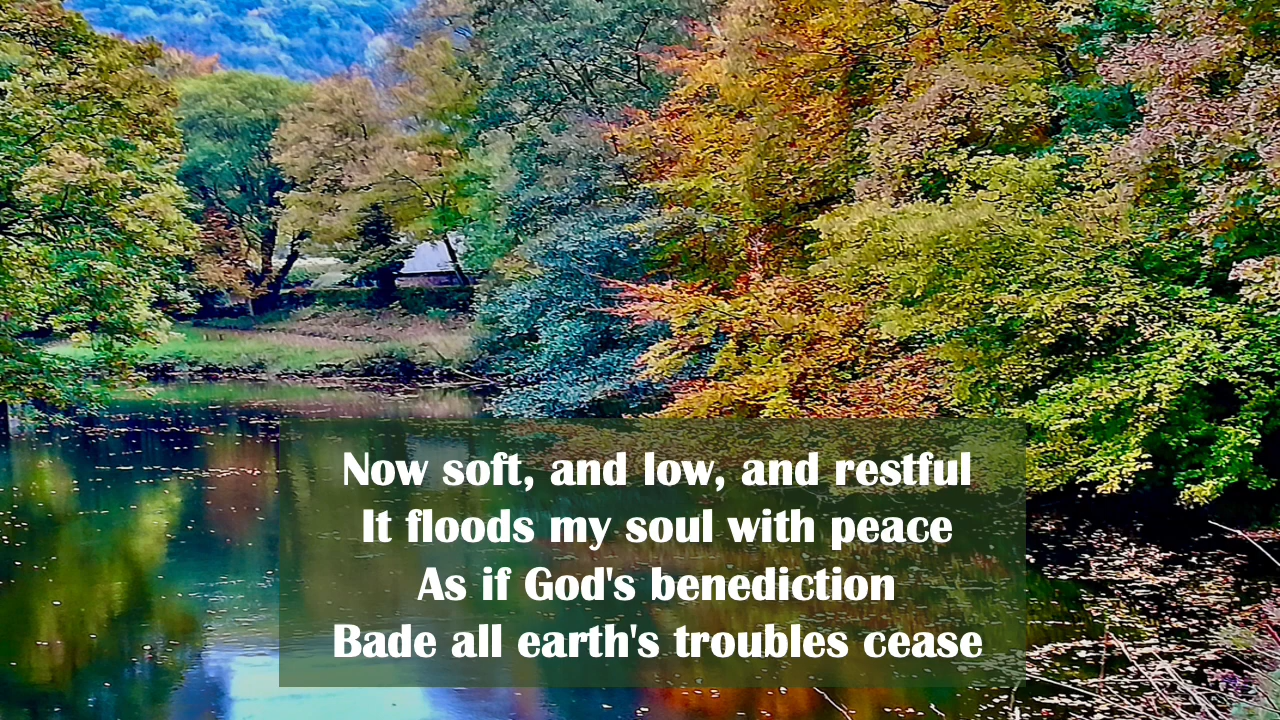 Now soft, and low, and restful
It floods my soul with peace
As if God's benediction
Bade all earth's troubles cease